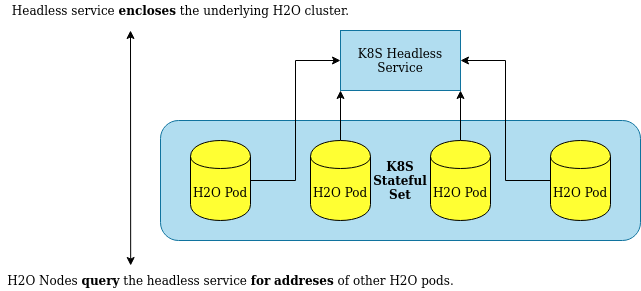 Headless service encloses the underlying H2O cluster.
K8S Headless
Service
K8S
Stateful
Set
H2O Pod
H2O Pod
H2O Pod
H2O Pod
H2O Nodes query the headless service for addreses of other H2O pods.